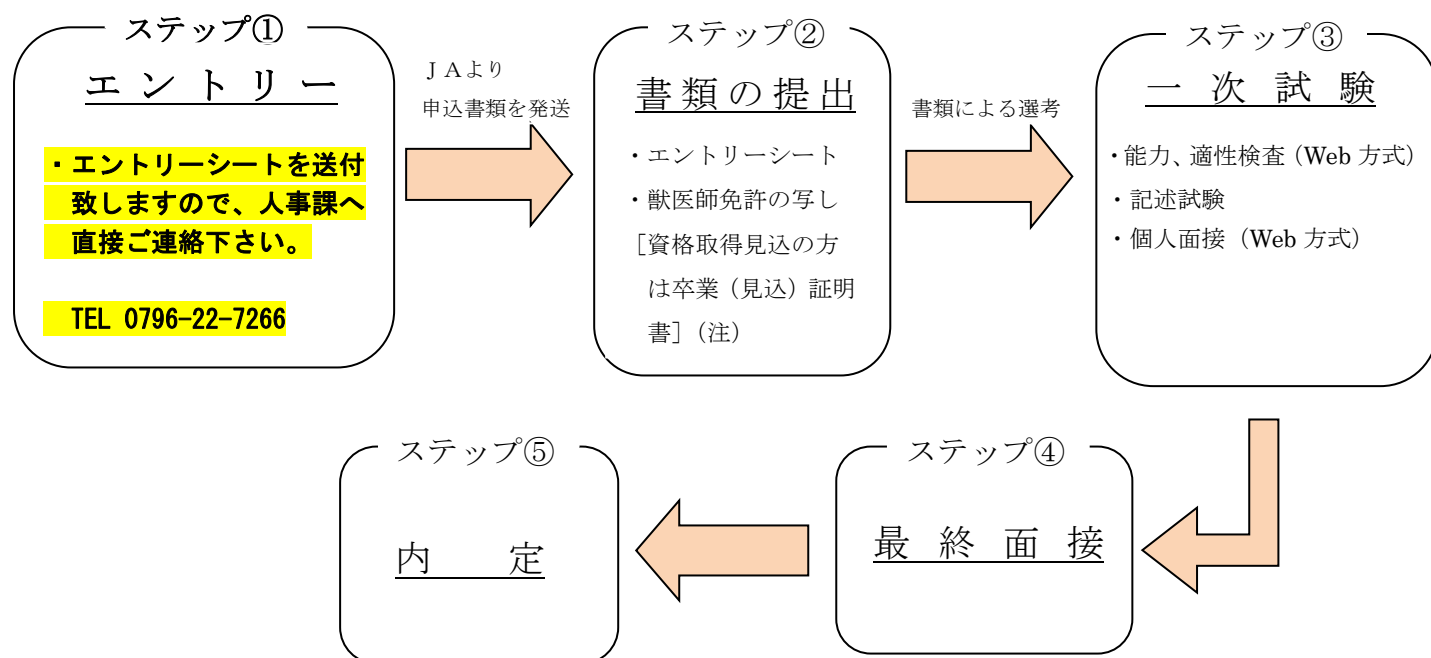 ステップ①
エントリー
・エントリーシートを送付
致しますので、人事課へ
直接ご連絡下さい。
TEL 0796-22-7266
ＪＡより
申込書類を発送
ステップ②
書類の提出
・エントリーシート
・獣医師免許の写し
［資格取得見込の方
は卒業（見込）証明
書］（注）
書類による選考
ステップ③
一次試験
・能力、適性検査（Web 方式）
・記述試験
・個人面接（Web 方式）
ステップ④
最終面接
ステップ⑤
内定